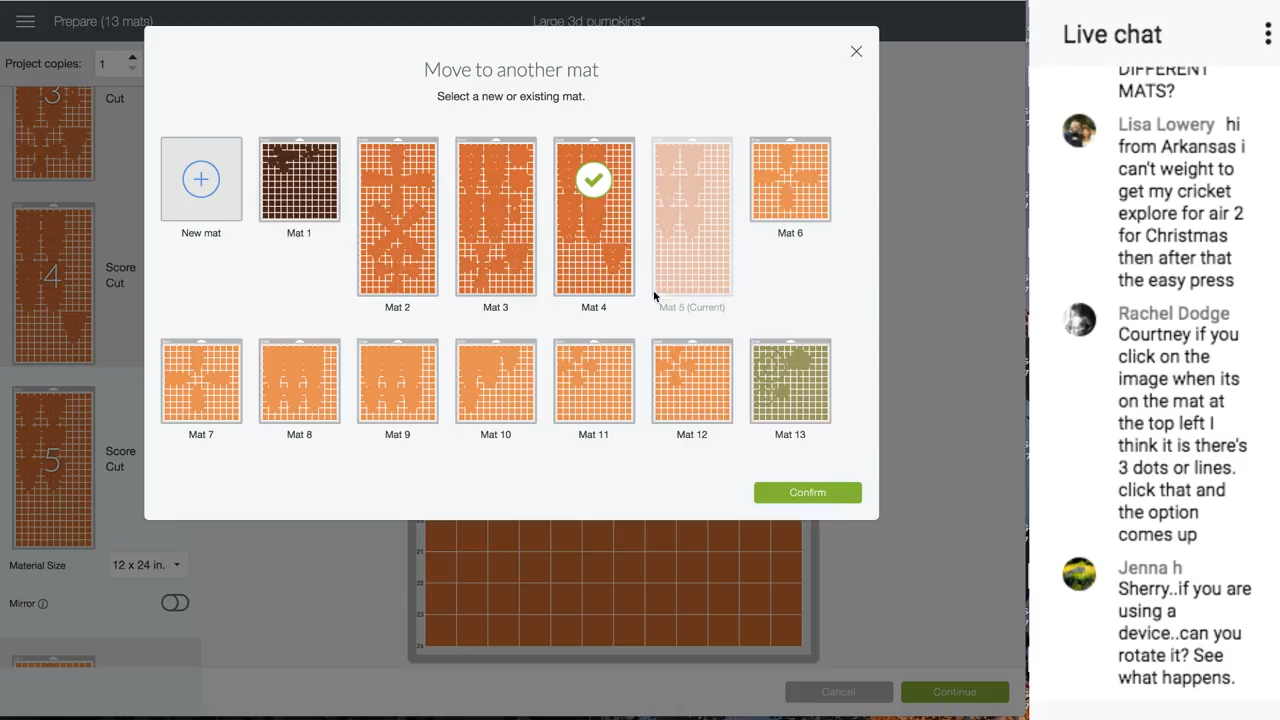 Prepare (13 mats)
Large 3d pumpkins*
Project copies: 1
3
Cut
4
Score
Cut
5
Score
Cut
Material Size
12 x 24 in.
Mirror
Move to another mat
Select a new or existing mat.
New mat
Mat 1
Mat 2
Mat 3
Mat 4
Mat 5 (Current)
Mat 6
Mat 7
Mat 8
Mat 9
Mat 10
Mat 11
Mat 12
Mat 13
Confirm
21
22
23
24
Cancel
Continue
Live chat
DIFFERENT
MATS?
Lisa Lowery hi
from Arkansas i
can't weight to
get my cricket
explore for air 2
for Christmas
then after that
the easy press
Rachel Dodge
Courtney if you
click on the
image when its
on the mat at
the top left I
think it is there's
3 dots or lines.
click that and
the option
comes up
Jenna h
Sherry..if you are
using a
device..can you
rotate it? See
what happens.